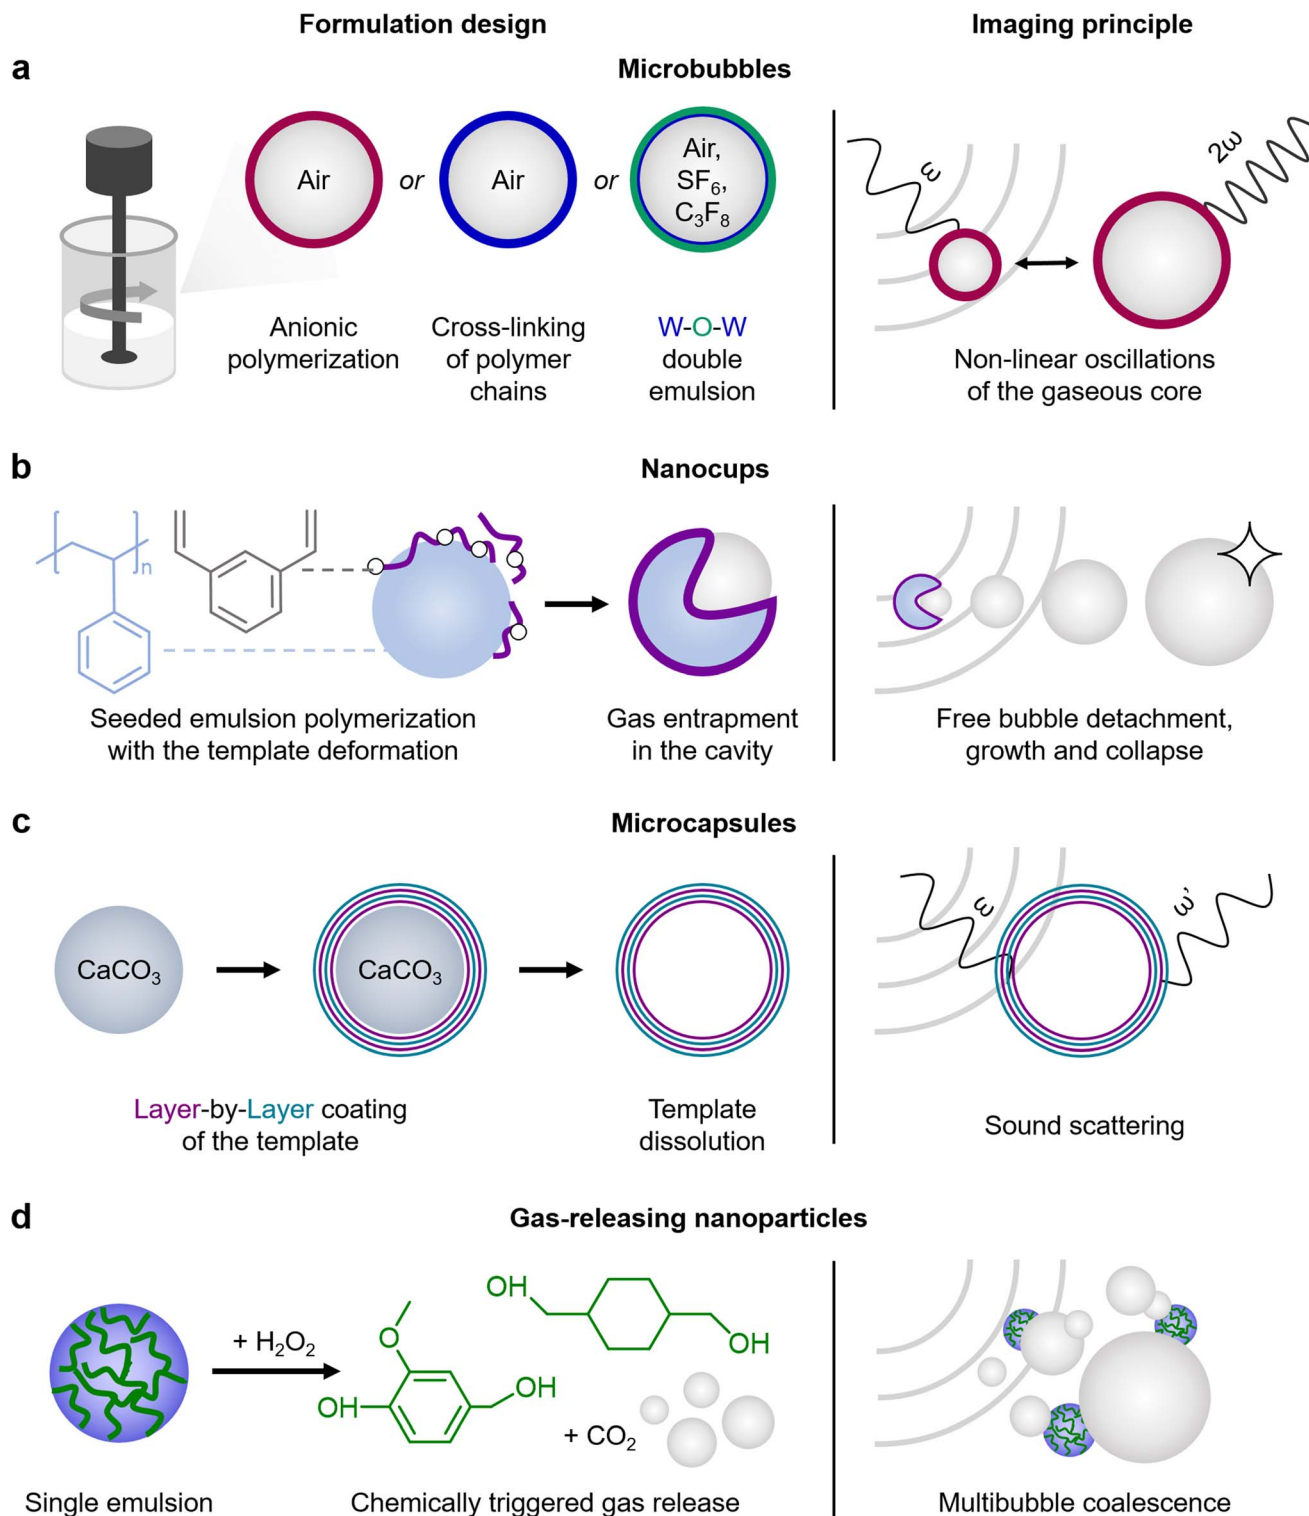 Formulation design
Imaging principle
a
Microbubbles
Air
or
Air
or
Air,
SF₆,
C₃F₈
Anionic
polymerization
Cross-linking
of polymer
chains
W-O-W
double
emulsion
ω
2ω
Non-linear oscillations
of the gaseous core
b
Nanocups
n
Seeded emulsion polymerization
with the template deformation
Gas entrapment
in the cavity
Free bubble detachment,
growth and collapse
c
Microcapsules
CaCO₃
CaCO₃
Layer-by-Layer coating
of the template
Template
dissolution
ω
ω’
Sound scattering
d
Gas-releasing nanoparticles
+ H₂O₂
OH
OH
O
OH
OH
+ CO₂
Single emulsion
Chemically triggered gas release
Multibubble coalescence